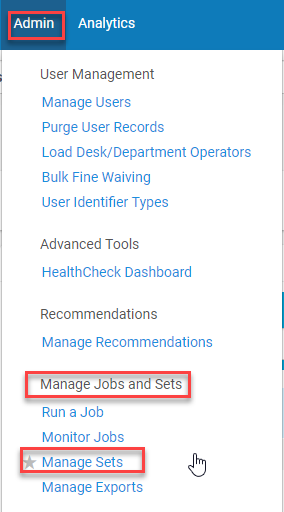 Admin Analytics
User Management
Manage Users
Purge User Records
Load Desk/Department Operators
Bulk Fine Waiving
User Identifier Types
Advanced Tools
HealthCheck Dashboard
Recommendations
Manage Recommendations
Manage Jobs and Sets
Run a Job
Monitor Jobs
Manage Sets
Manage Exports